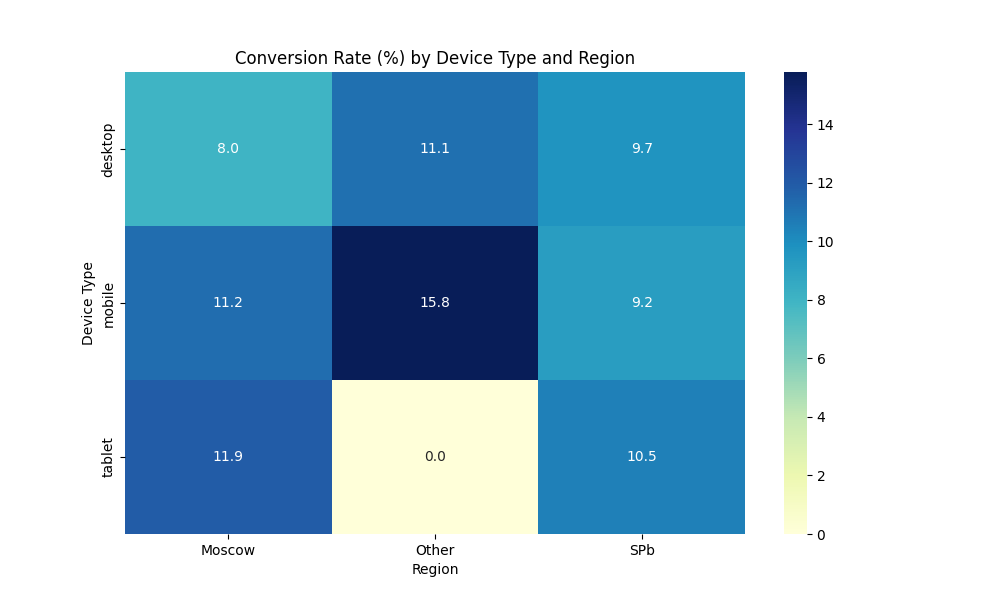 Conversion Rate (%) by Device Type and Region
Device Type
desktop
8.0 11.1 9.7
mobile
11.2 15.8 9.2
tablet
11.9 0.0 10.5
Moscow Other SPb
Region
14
12
10
8
6
4
2
0